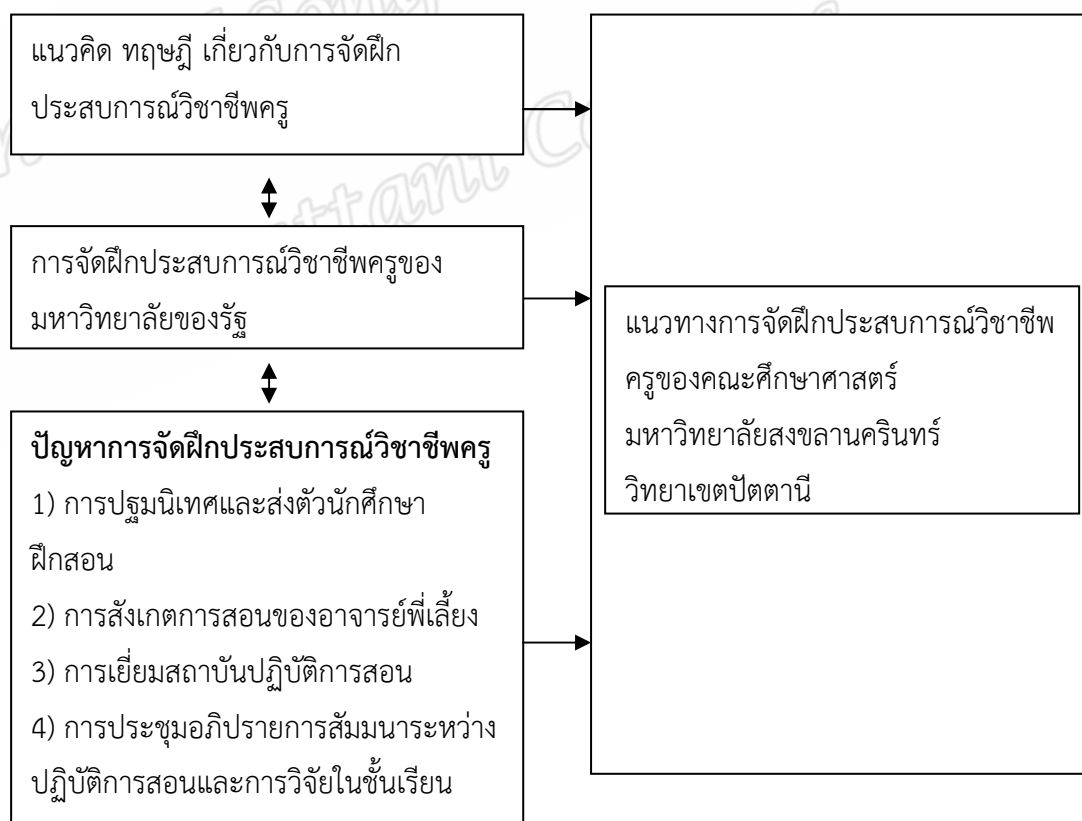 แนวคิด ทฤษฎี เกี่ยวกับการจัดฝึก
ประสบการณ์วิชาชีพครู
การจัดฝึกประสบการณ์วิชาชีพครูของ
มหาวิทยาลัยของรัฐ
ปัญหาการจัดฝึกประสบการณ์วิชาชีพครู
1) การปฐมนิเทศและส่งตัวนักศึกษา
ฝึกสอน
2) การสังเกตการสอนของอาจารย์พี่เลี้ยง
3) การเยี่ยมสถาบันปฏิบัติการสอน
4) การประชุมอภิปรายการสัมมนาระหว่าง
ปฏิบัติการสอนและการวิจัยในชั้นเรียน
แนวทางการจัดฝึกประสบการณ์วิชาชีพ
ครูของคณะศึกษาศาสตร์
มหาวิทยาลัยสงขลานครินทร์
วิทยาเขตปัตตานี